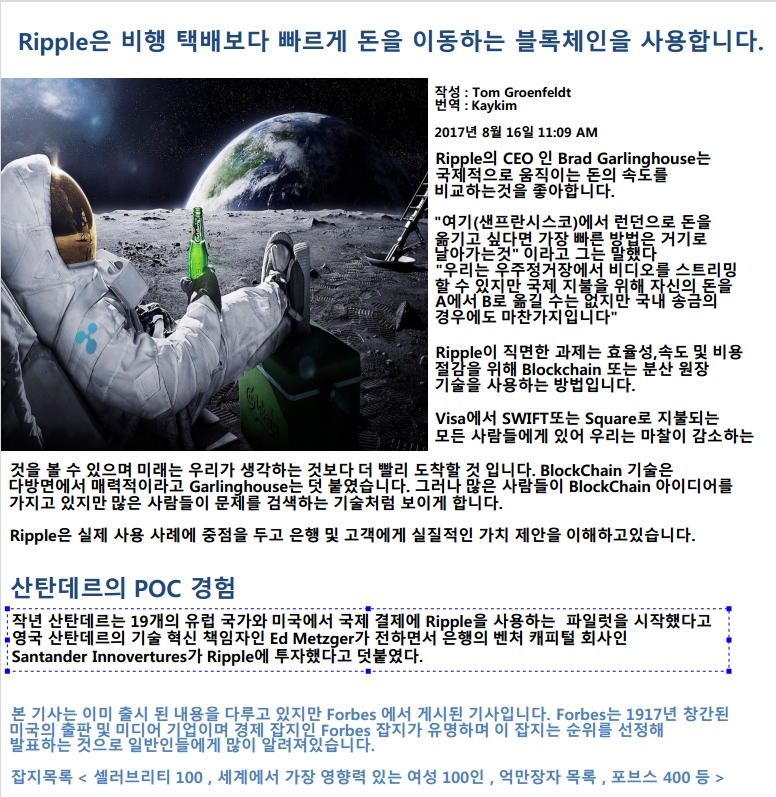 Ripple은 비행 택배보다 빠르게 돈을 이동하는 블록체인을 사용합니다.
작성 : Tom Groenfeldt
번역 : Kaykim
2017년 8월 16일 11:09 AM
Ripple의 CEO 인 Brad Garlinghouse는
국제적으로 움직이는 돈의 속도를
비교하는것을 좋아합니다.
"여기(샌프란시스코)에서 런던으로 돈을
옮기고 싶다면 가장 빠른 방법은 거기로
날아가는것" 이라고 그는 말했다
"우리는 우주정거장에서 비디오를 스트리밍
할 수 있지만 국제 지불을 위해 자신의 돈을
A에서 B로 옮길 수는 없지만 국내 송금의
경우에도 마찬가지입니다"
Ripple이 직면한 과제는 효율성,속도 및 비용
절감을 위해 Blockchain 또는 분산 원장
기술을 사용하는 방법입니다.
Visa에서 SWIFT또는 Square로 지불되는
모든 사람들에게 있어 우리는 마찰이 감소하는
것을 볼 수 있으며 미래는 우리가 생각하는 것보다 더 빨리 도착할 것 입니다. BlockChain 기술은
다방면에서 매력적이라고 Garlinghouse는 덧 붙였습니다. 그러나 많은 사람들이 BlockChain 아이디어를
가지고 있지만 많은 사람들이 문제를 검색하는 기술처럼 보이게 합니다.
Ripple은 실제 사용 사례에 중점을 두고 은행 및 고객에게 실질적인 가치 제안을 이해하고있습니다.
산탄데르의 POC 경험
작년 산탄데르는 19개의 유럽 국가와 미국에서 국제 결제에 Ripple을 사용하는 파일럿을 시작했다고
영국 산탄데르의 기술 혁신 책임자인 Ed Metzger가 전하면서 은행의 벤처 캐피털 회사인
Santander Innovertures가 Ripple에 투자했다고 덧붙였다.
본 기사는 이미 출시 된 내용을 다루고 있지만 Forbes 에서 게시된 기사입니다. Forbes는 1917년 창간된
미국의 출판 및 미디어 기업이며 경제 잡지인 Forbes 잡지가 유명하며 이 잡지는 순위를 선정해
발표하는 것으로 일반인들에게 많이 알려져있습니다.
잡지목록 < 셀러브리티 100 , 세계에서 가장 영향력 있는 여성 100인 , 억만장자 목록 , 포브스 400 등 >